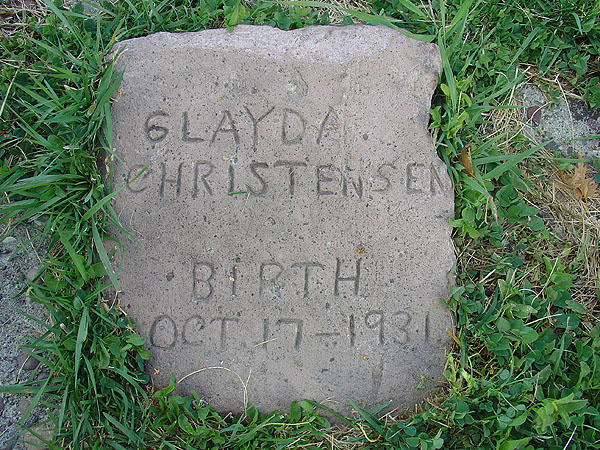 GLAYDA
CHRISTENSEN
BIRTH
OCT 17-1931